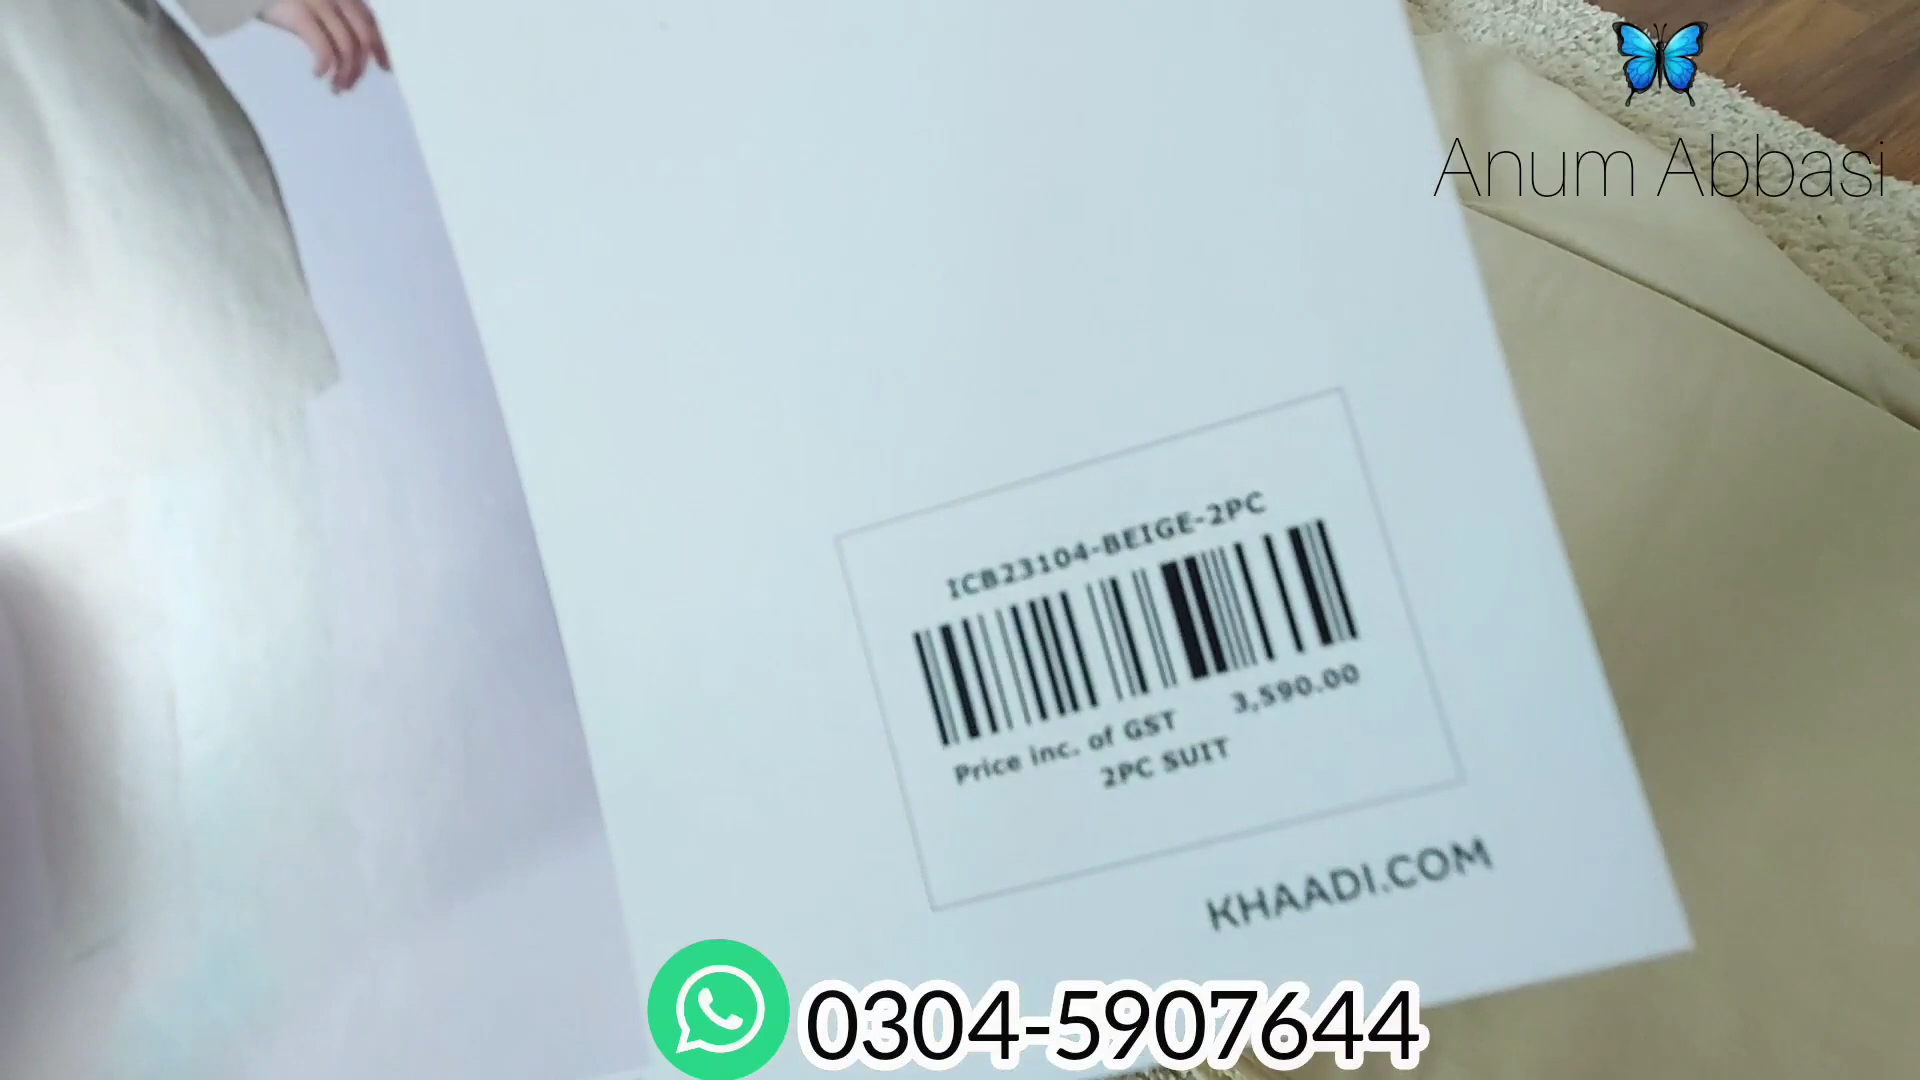 Anum Abbasi
ICB23104-BEIGE-2PC
Price inc. of GST 3,590.00
2PC SUIT
KHAADI.COM
0304-5907644